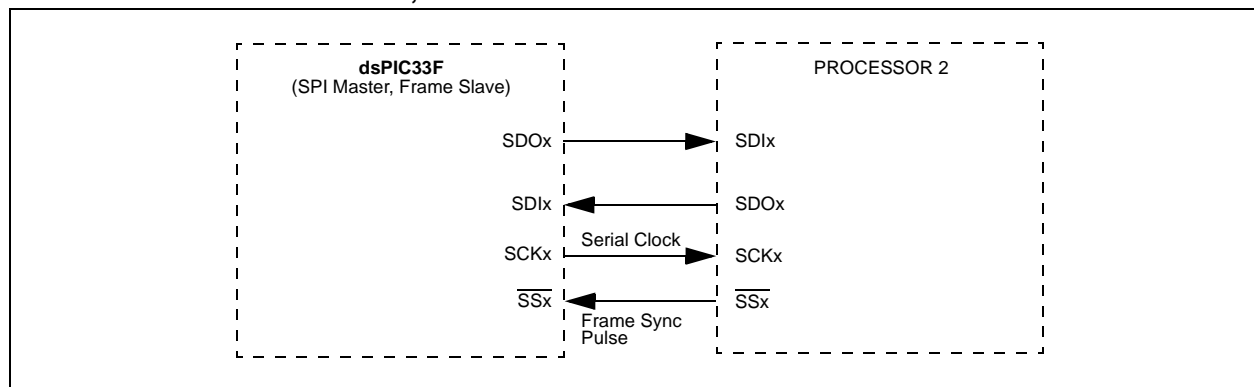 dsPIC33F
(SPI Master, Frame Slave)
PROCESSOR 2
SDOx
SDIx
SDIx
SDOx
SCKx
Serial Clock
SCKx
SSx
Frame Sync
Pulse
SSx